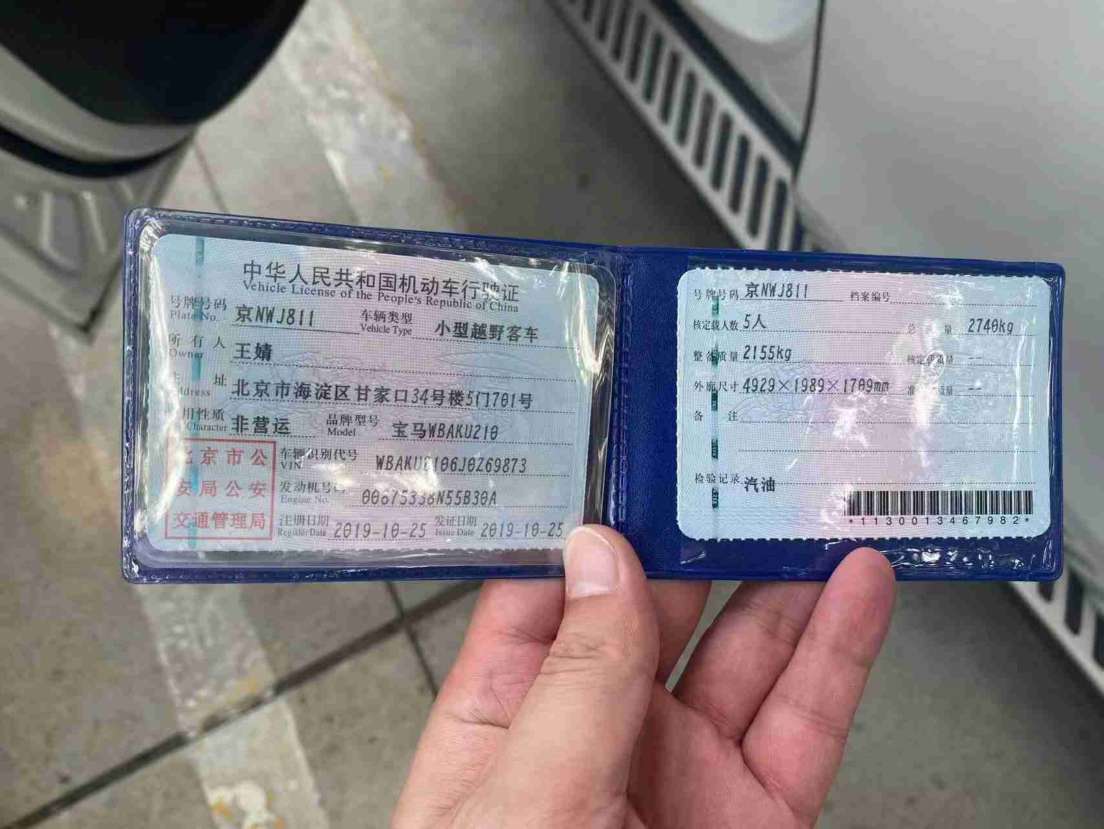 中华人民共和国机动车行驶证
Vehicle License of the People's Republic of China
号牌号码 京NWJ811 车辆类型 小型越野客车
Plate No. Vehicle Type
所有人 王婧
Owner
址 北京市海淀区甘家口34号楼5门701号
Address
用性质 非营运 品牌型号 宝马WBAKU210
Character Model
北京市公
安局公安
交通管理局
车辆识别代号
VIN
发动机号码
Engine No.
注册日期 2019-10-25 发证日期 2019-10-25
Register Date Issue Date
号牌号码 京NWJ811 档案编号
核定载人数 5人 总质量 2740kg
整备质量 2155kg 核定载质量 --
外廓尺寸 4929×1989×1709mm 准 质量 --
备注
检验记录 汽油
*1130013467982*